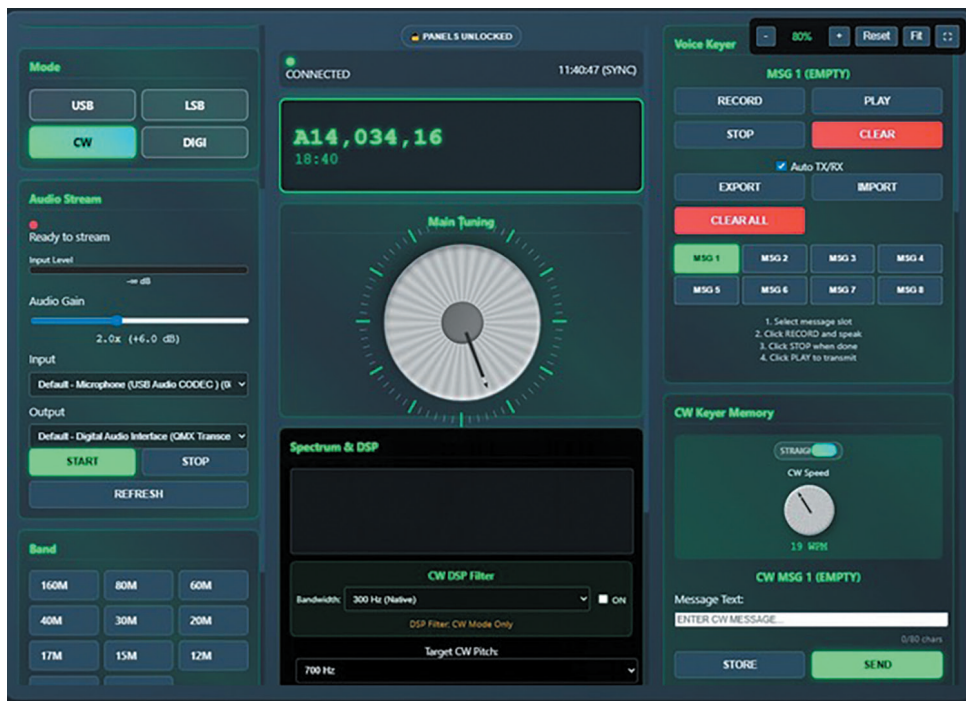 Mode
USB
LSB
CW
DIGI
Audio Stream
Ready to stream
Input Level
-∞ dB
Audio Gain
2.0x (+6.0 dB)
Input
Default - Microphone (USB Audio CODEC ) (0
Output
Default - Digital Audio Interface (QMX Transce
START
STOP
REFRESH
Band
160M
80M
60M
40M
30M
20M
17M
15M
12M
PANELS UNLOCKED
CONNECTED
11:40:47 (SYNC)
A14,034,16
18:40
Main Tuning
Spectrum & DSP
CW DSP Filter
Bandwidth:
300 Hz (Native)
ON
DSP Filter: CW Mode Only
Target CW Pitch:
700 Hz
- 80% + Reset Fit
Voice Keyer
MSG 1 (EMPTY)
RECORD
PLAY
STOP
CLEAR
Auto TX/RX
EXPORT
IMPORT
CLEAR ALL
MSG 1
MSG 2
MSG 3
MSG 4
MSG 5
MSG 6
MSG 7
MSG 8
1. Select message slot
2. Click RECORD and speak
3. Click STOP when done
4. Click PLAY to transmit
CW Keyer Memory
STRAIGH
CW Speed
19 WPM
CW MSG 1 (EMPTY)
Message Text:
ENTER CW MESSAGE...
0/80 chars
STORE
SEND